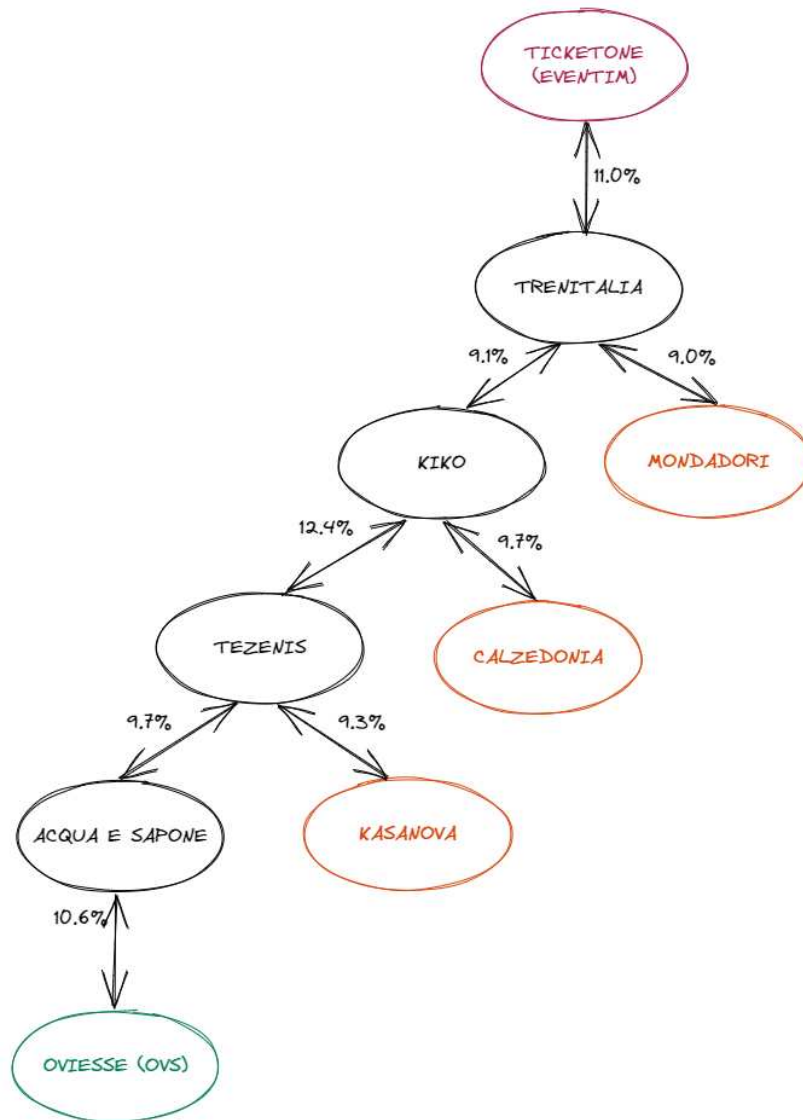 TICKETONE
(EVENTIM)
11.0%
TRENITALIA
9.1%
9.0%
KIKO
MONDADORI
12.4%
9.7%
TEZENIS
CALZEDONIA
9.7%
9.3%
ACQUA E SAPONE
KASANOVA
10.6%
OVIESSE (OVS)